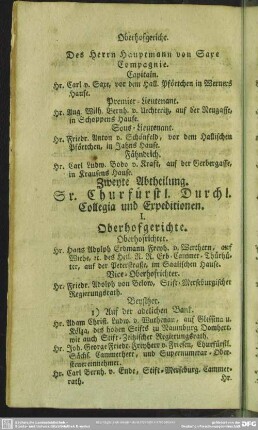 Oberhofgerichte.
Des Herrn Hauptmann von Saxe
Compagnie.
Capitain.
Hr. Carl v. Saxe, vor dem Hall. Pförtchen in Werners
Hause.
Premier-Lieutenant.
Hr. Aug. Wilh. Bernh. v. Uechtritz, auf der Neugasse,
in Schoppens Hause.
Sous-Lieutenant.
Hr. Friedr. Anton v. Schönfeld, vor dem Hallischen
Pförtchen, in Jahns Hause.
Fähndrich.
Hr. Carl Ludw. Bodo v. Kraft, auf der Gerbergasse,
in Krausens Hause.
Zweyte Abtheilung.
Sr. Churfürstl. Durchl.
Collegia und Expeditionen.
I.
Oberhofgerichte.
Oberhofrichter.
Hr. Hans Adolph Erdmann Freyh. v. Werthern, auf
Wiehe, rc. des Heil. R. R. Erb-Cammer-Thürhü-
ter, auf der Petersstraße, im Saalischen Hause.
Vice-Oberhofrichter.
Hr. Friedr. Adolph von Below, Stift-Merseburgischer
Regierungsrath.
Beysitzer.
1) Auf der adelichen Bank.
Hr. Adam Christ. Ludw. v. Wuthenau, auf Glesina u.
Kölza, des hohen Stifts zu Naumburg Domherr,
wie auch Stift-Zeitzischer Regierungsrath.
Hr. Joh. George Friedr. Freyherr v. Friesen, Churfürstl.
Sächs. Cammerherr, und Supernumerar-Ober-
steuereinnehmer.
Hr. Carl Bernh. v. Ende, Stift-Merseburg. Cammer-
rath.
Hr.